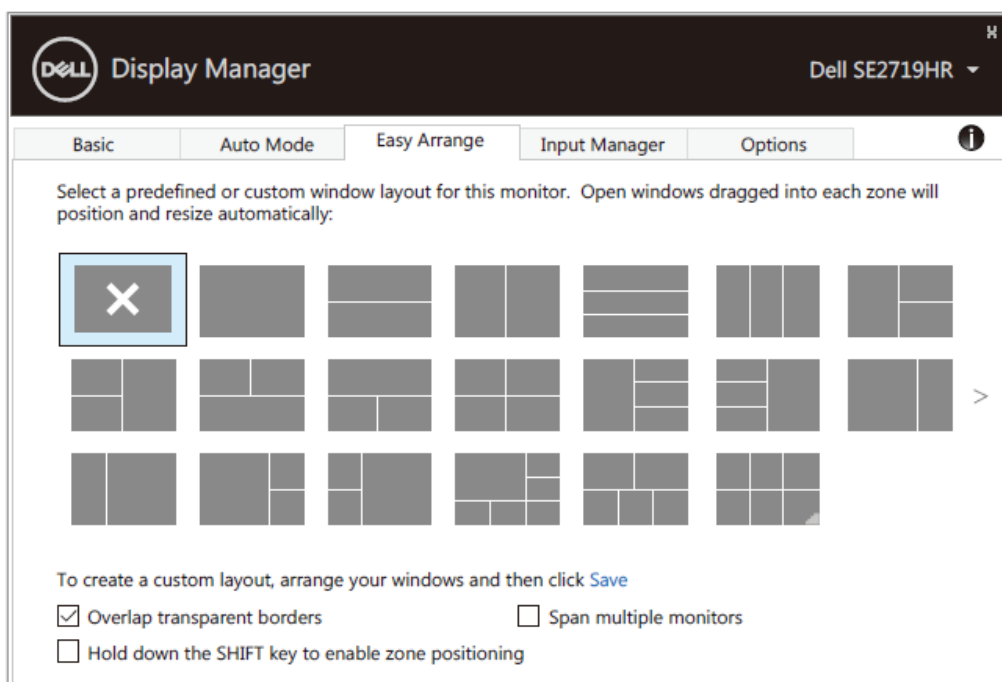 DELL
Display Manager
Dell SE2719HR
Basic
Auto Mode
Easy Arrange
Input Manager
Options
Select a predefined or custom window layout for this monitor. Open windows dragged into each zone will
position and resize automatically:
>
To create a custom layout, arrange your windows and then click Save
Overlap transparent borders
Span multiple monitors
Hold down the SHIFT key to enable zone positioning